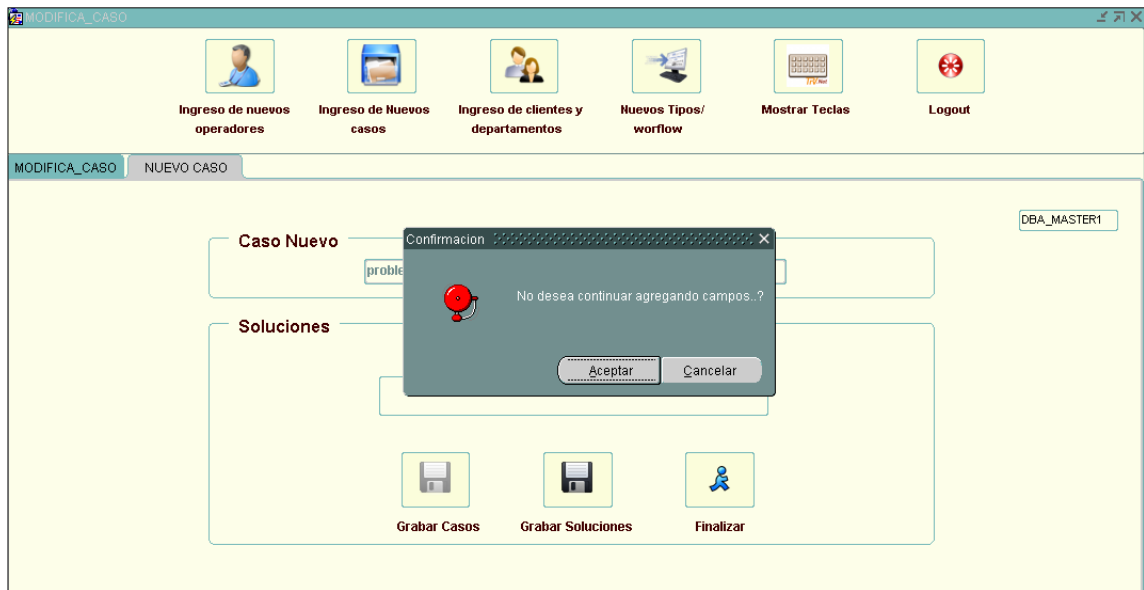 MODIFICA_CASO
Ingreso de nuevos operadores
Ingreso de Nuevos casos
Ingreso de clientes y departamentos
Nuevos Tipos/ worflow
Mostrar Teclas
Logout
MODIFICA_CASO
NUEVO CASO
DBA_MASTER1
Caso Nuevo
Confirmacion
proble
No desea continuar agregando campos..?
Soluciones
Aceptar
Cancelar
Grabar Casos
Grabar Soluciones
Finalizar